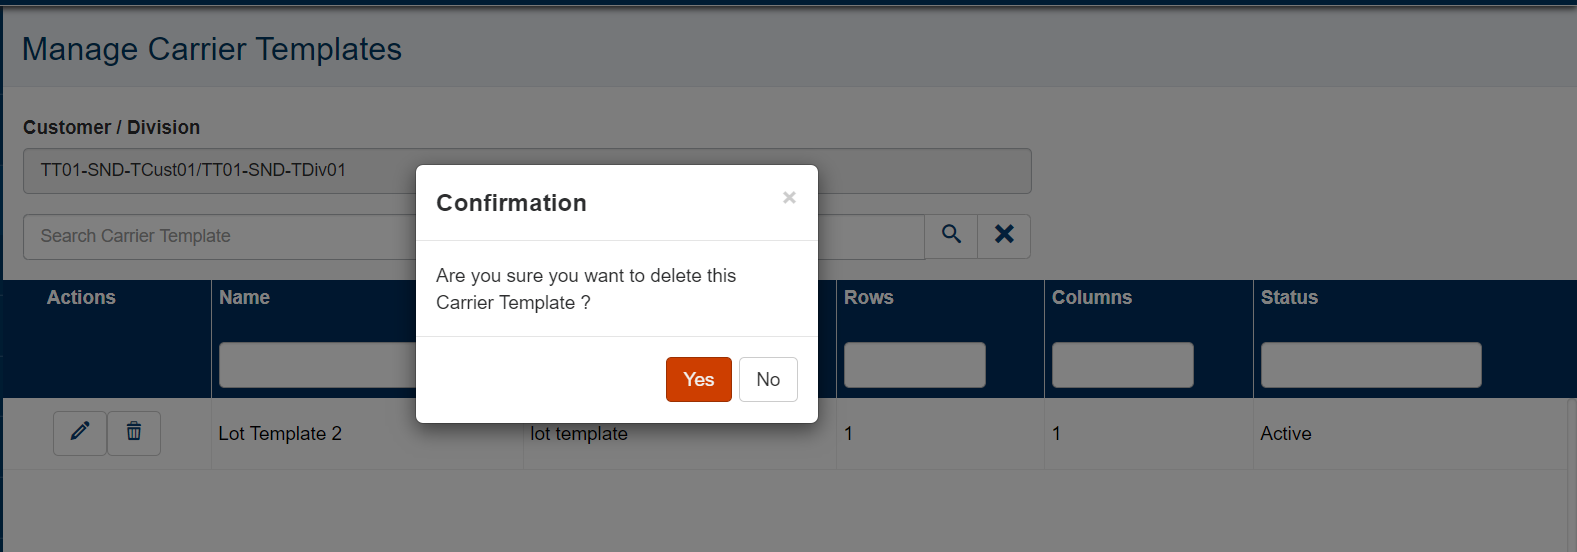 Manage Carrier Templates
Customer / Division
TT01-SND-TCust01/TT01-SND-TDiv01
Search Carrier Template
Confirmation
×
Are you sure you want to delete this
Carrier Template ?
Yes No
Actions Name Rows Columns Status
Lot Template 2 lot template 1 1 Active